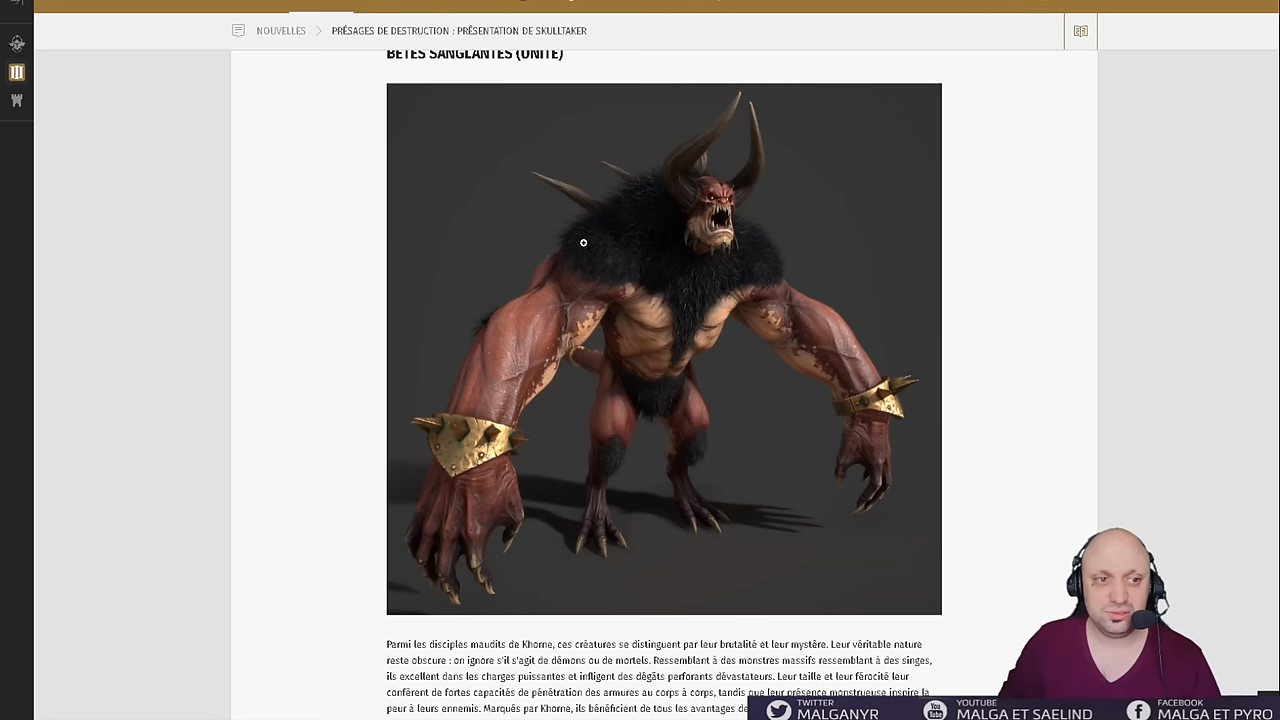 NOUVELLES
PRÉSAGES DE DESTRUCTION : PRÉSENTATION DE SKULLTAKER
BÊTES SANGLANTES (UNITÉ)
Parmi les disciples maudits de Khorne, ces créatures se distinguent par leur brutalité et leur mystère. Leur véritable nature
reste obscure : on ignore s'il s'agit de démons ou de mortels. Ressemblant à des monstres massifs ressemblant à des singes,
ils excellent dans les charges puissantes et infligent des dégâts perforants dévastateurs. Leur taille et leur férocité leur
confèrent de fortes capacités de pénétration des armures au corps à corps, tandis que leur présence monstrueuse inspire la
peur à leurs ennemis. Marqués par Khorne, ils bénéficient de tous les avantages de
TWITTER
MALGANYR
YOUTUBE
MALGA ET SAELIND
FACEBOOK
MALGA ET PYRO